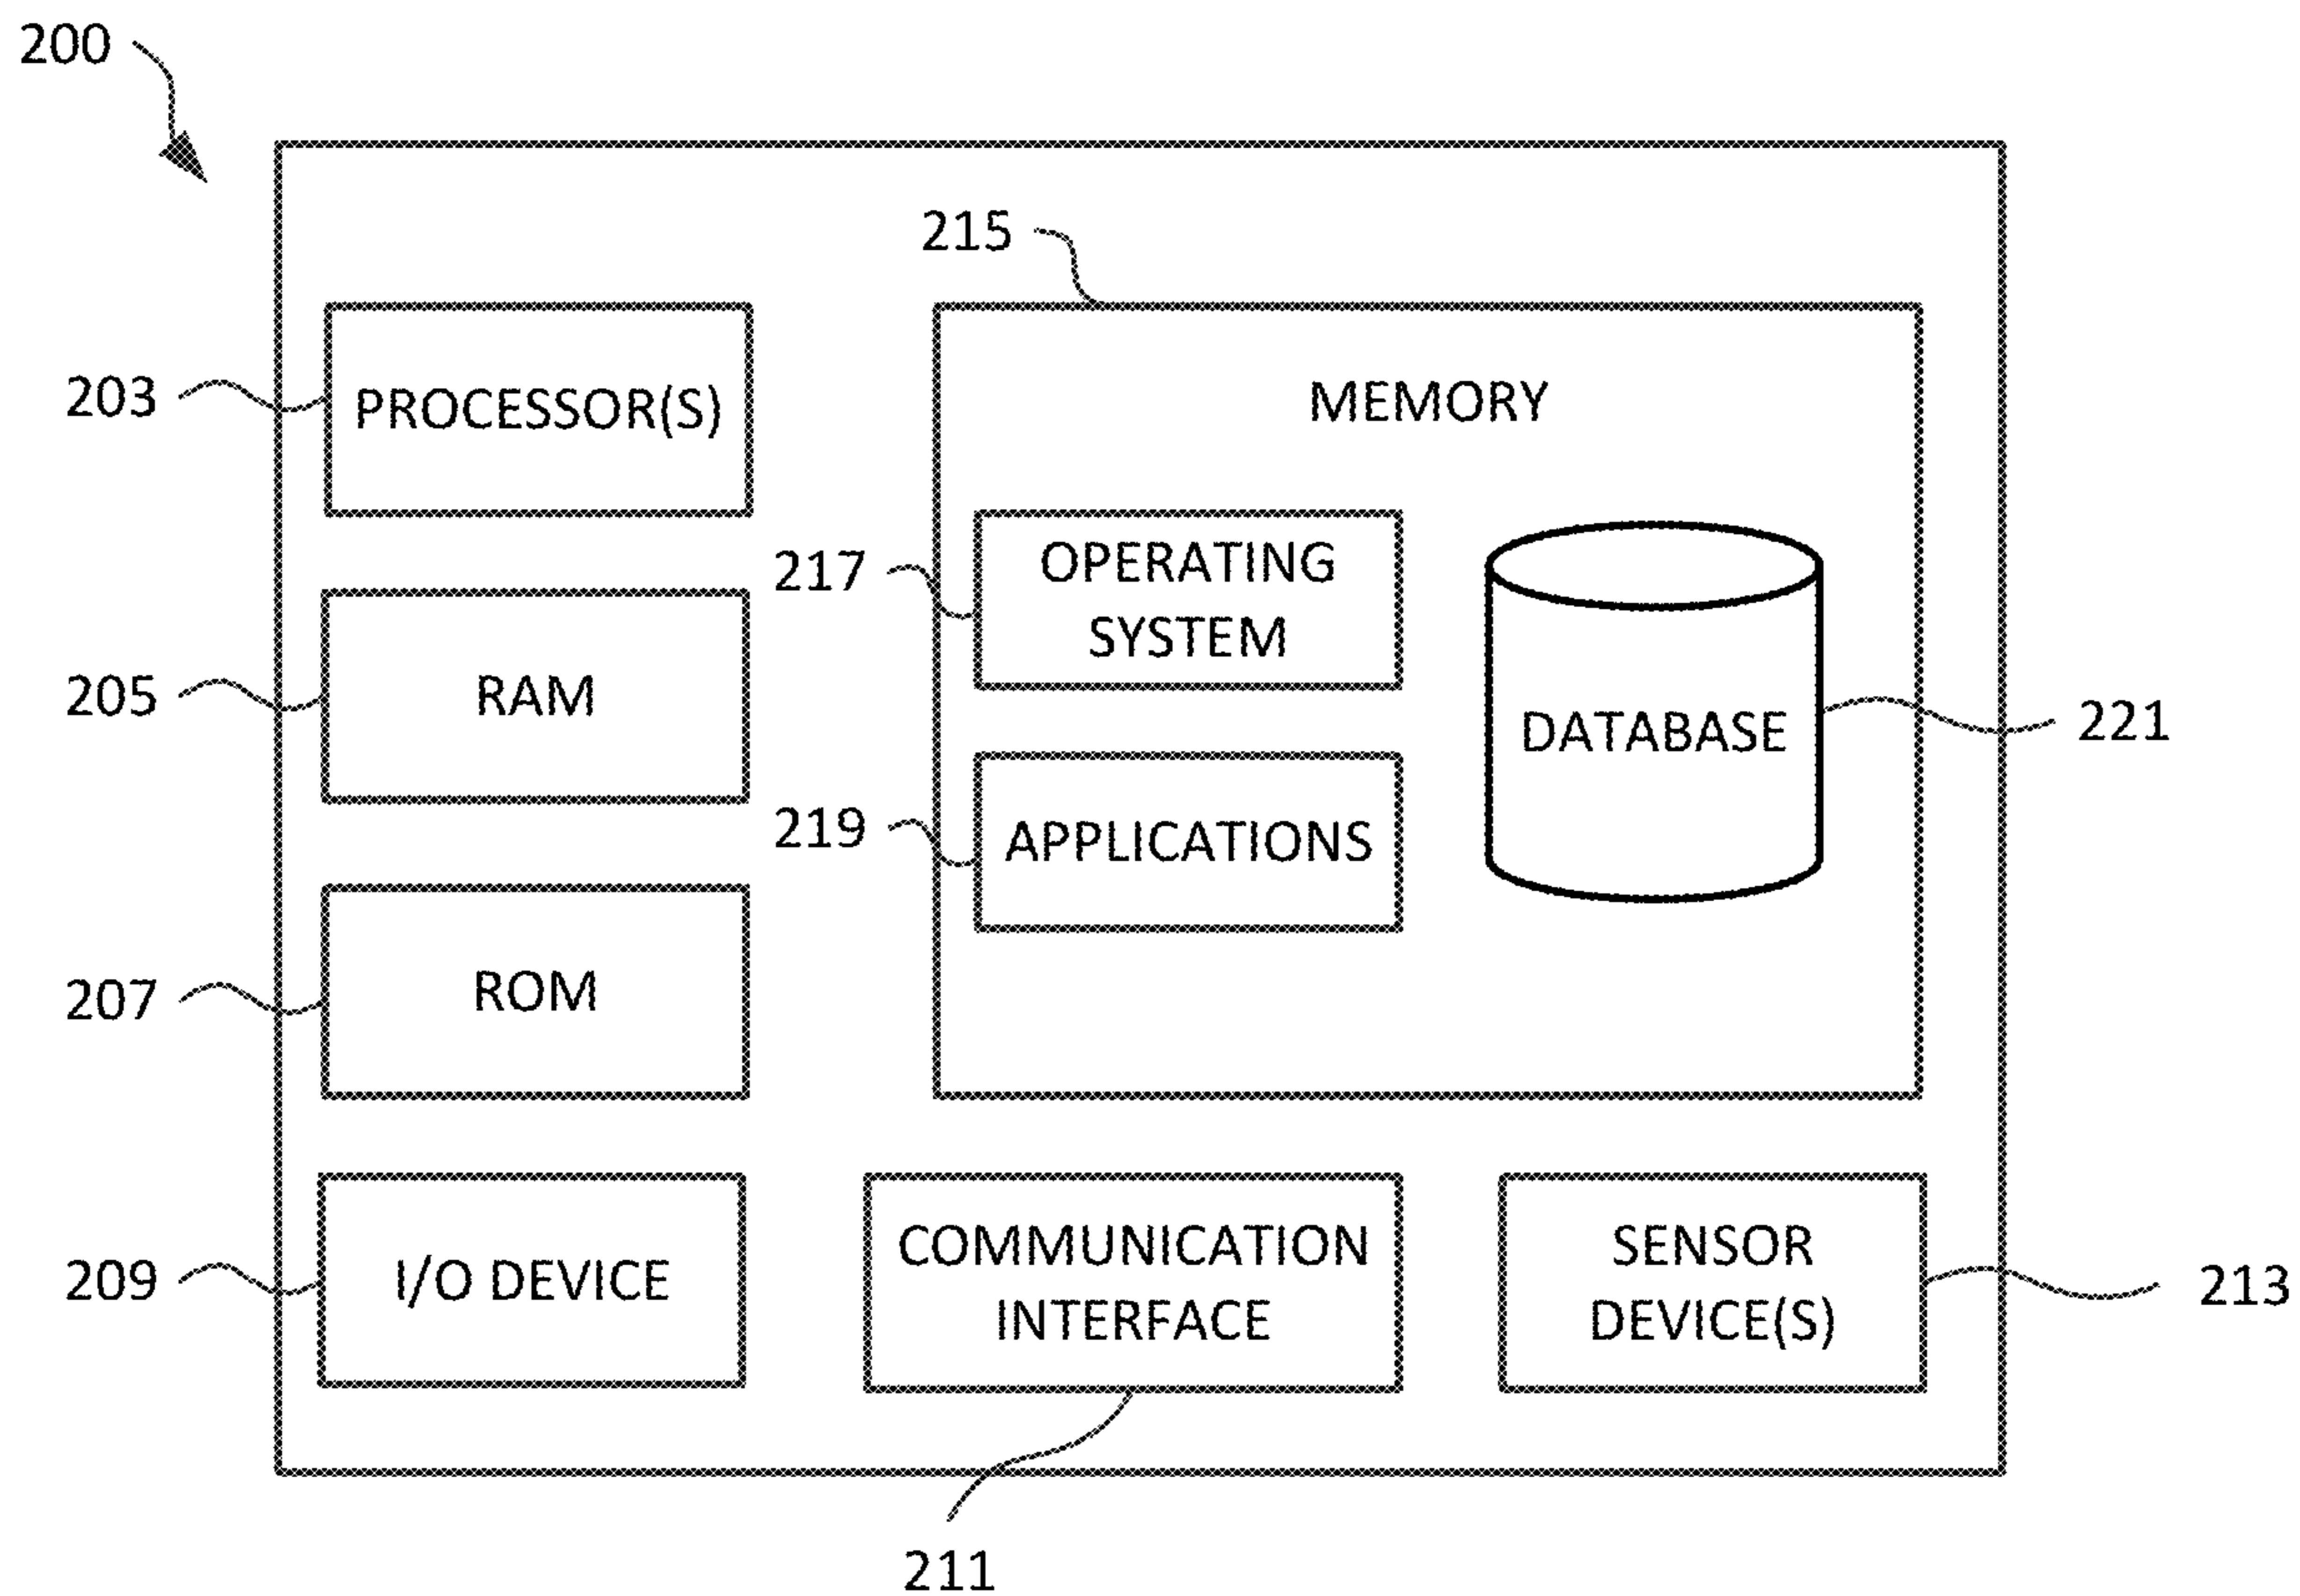 200
215
203
PROCESSOR(S)
MEMORY
217
OPERATING
SYSTEM
205
RAM
DATABASE
221
219
APPLICATIONS
207
ROM
209
I/O DEVICE
COMMUNICATION
INTERFACE
SENSOR
DEVICE(S)
213
211